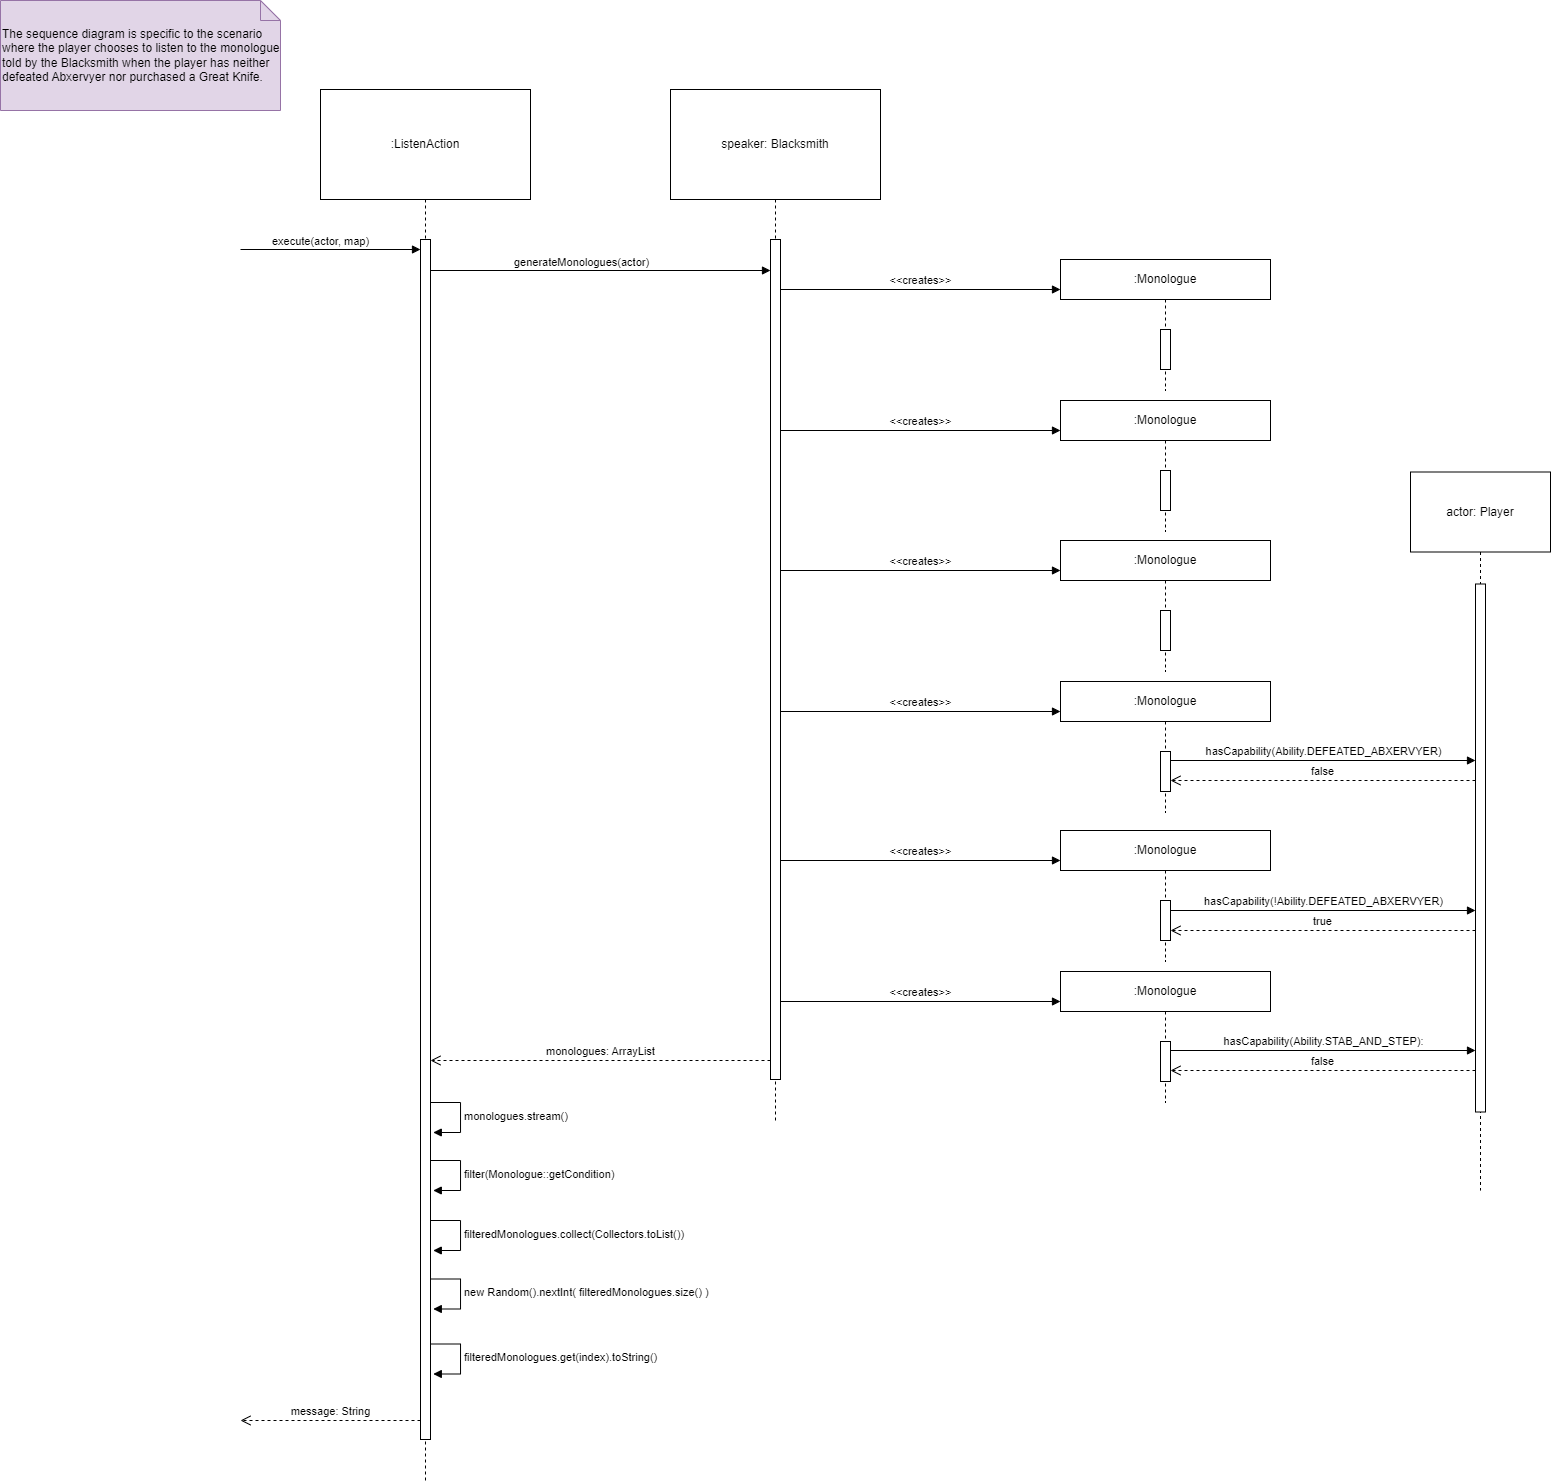 The sequence diagram is specific to the scenario
where the player chooses to listen to the monologue
told by the Blacksmith when the player has neither
defeated Abxervyer nor purchased a Great Knife.
:ListenAction
speaker: Blacksmith
execute(actor, map)
generateMonologues(actor)
<<creates>>
:Monologue
<<creates>>
:Monologue
actor: Player
<<creates>>
:Monologue
<<creates>>
:Monologue
hasCapability(Ability.DEFEATED_ABXERVYER)
false
<<creates>>
:Monologue
hasCapability(!Ability.DEFEATED_ABXERVYER)
true
<<creates>>
:Monologue
hasCapability(Ability.STAB_AND_STEP):
false
monologues: ArrayList
monologues.stream()
filter(Monologue::getCondition)
filteredMonologues.collect(Collectors.toList())
new Random().nextInt( filteredMonologues.size() )
filteredMonologues.get(index).toString()
message: String